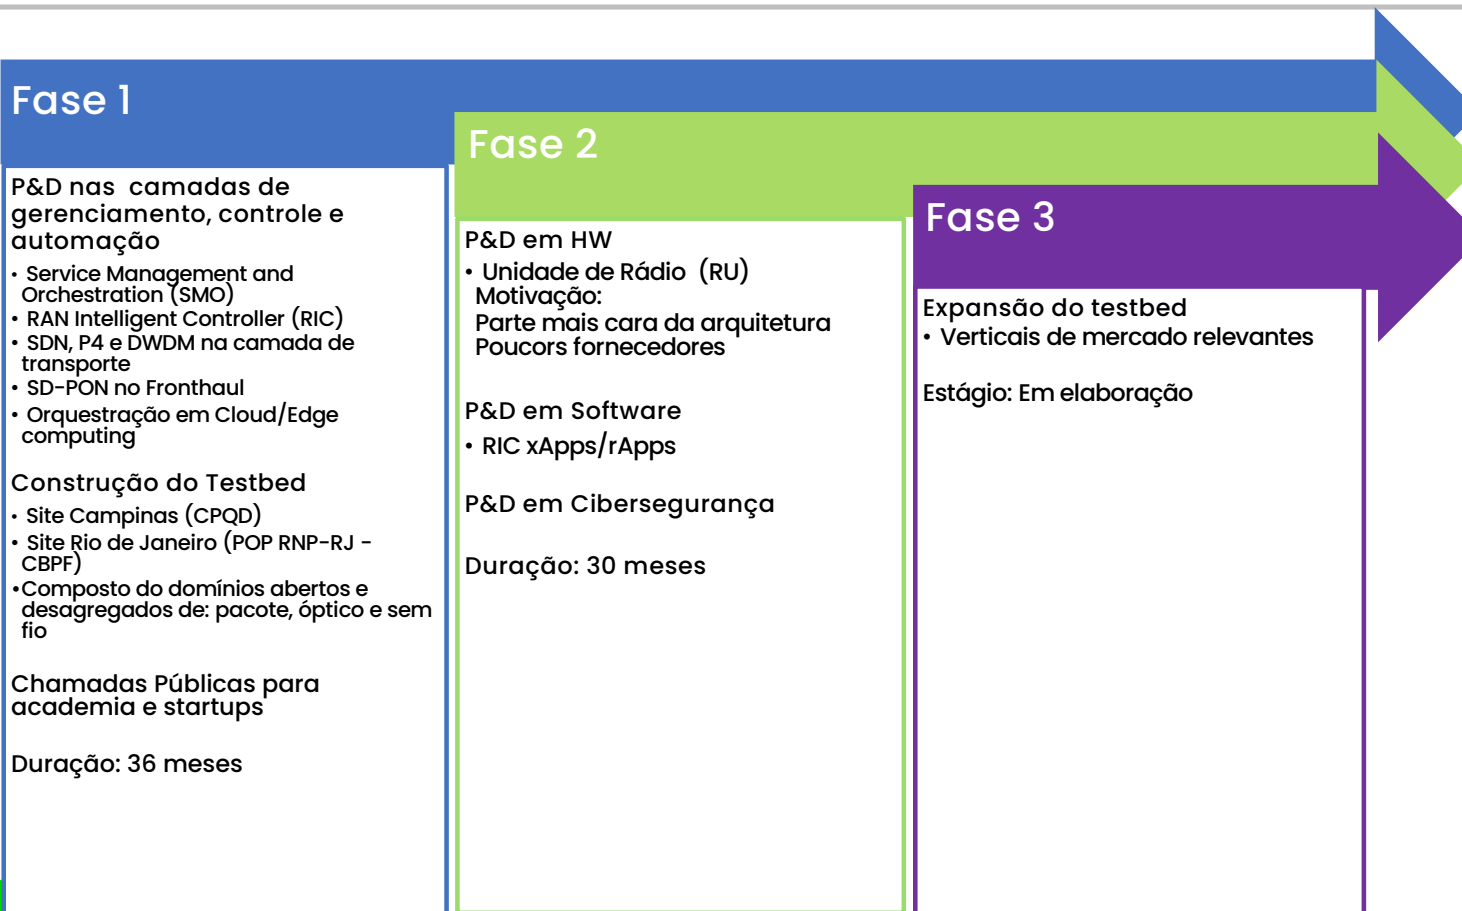 Fase 1
P&D nas camadas de
gerenciamento, controle e
automação
• Service Management and
Orchestration (SMO)
• RAN Intelligent Controller (RIC)
• SDN, P4 e DWDM na camada de
transporte
• SD-PON no Fronthaul
• Orquestração em Cloud/Edge
computing
Construção do Testbed
• Site Campinas (CPQD)
• Site Rio de Janeiro (POP RNP-RJ -
CBPF)
•Composto do domínios abertos e
desagregados de: pacote, óptico e sem
fio
Chamadas Públicas para
academia e startups
Duração: 36 meses
Fase 2
P&D em HW
• Unidade de Rádio (RU)
Motivação:
Parte mais cara da arquitetura
Poucors fornecedores
P&D em Software
• RIC xApps/rApps
P&D em Cibersegurança
Duração: 30 meses
Fase 3
Expansão do testbed
• Verticais de mercado relevantes
Estágio: Em elaboração